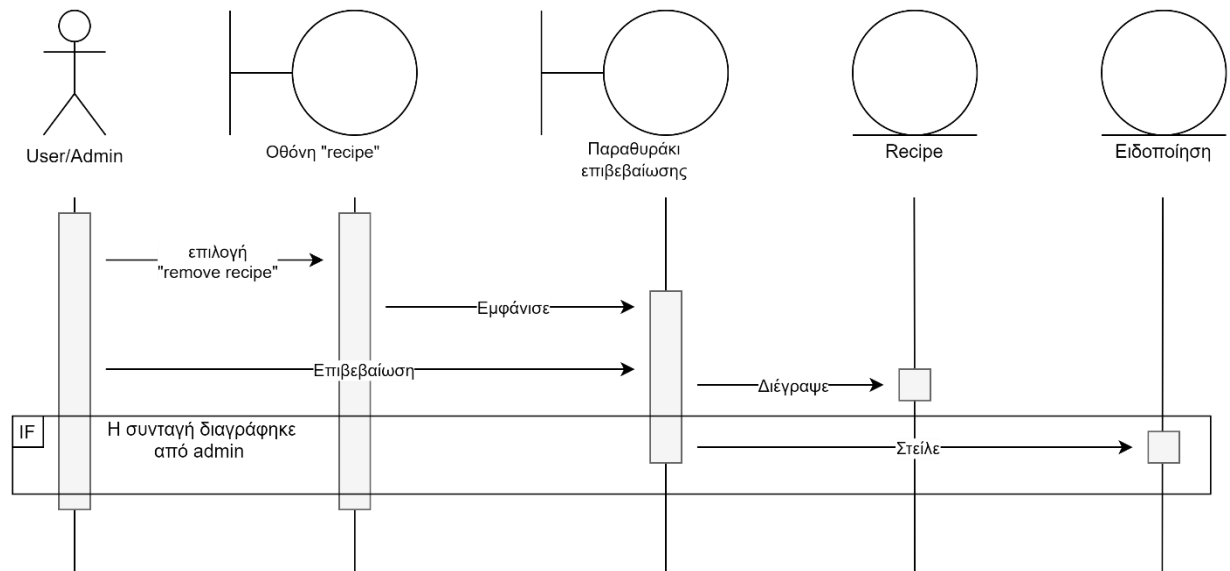 User/Admin
Οθόνη "recipe"
Παραθυράκι
επιβεβαίωσης
Recipe
Ειδοποίηση
επιλογή
"remove recipe"
Εμφάνισε
Επιβεβαίωση
Διέγραψε
IF
Η συνταγή διαγράφηκε
από admin
Στείλε